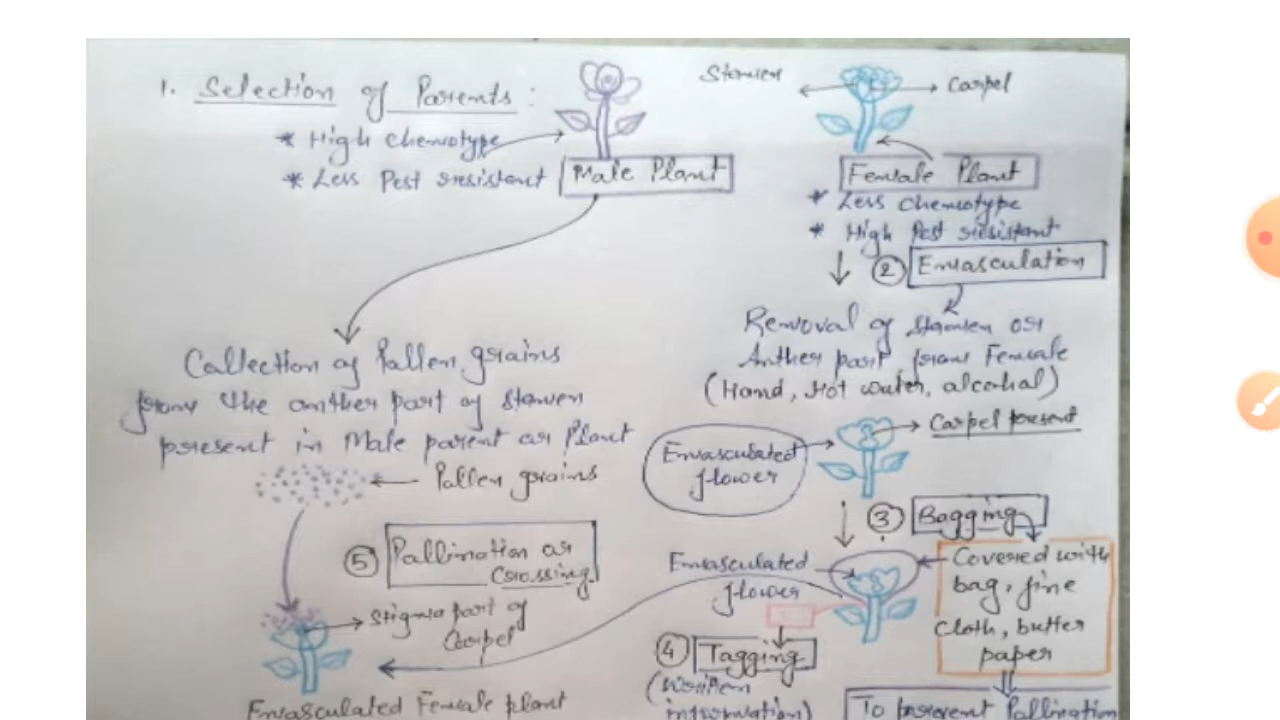 1. Selection of Parents :
* High chemotype
* Less Pest resistant
Male Plant
Stamen
Carpel
Female Plant
* Less chemotype
* High Pest resistant
2 Emasculation
Removal of stamen or
Anther part from Female
(Hand, Hot water, alcohol)
Collection of Pollen grains
from the anther part of stamen
present in Male parent or Plant
Pollen grains
Emasculated
flower
Carpel present
3 Bagging
Covered with
bag, fine
cloth, butter
paper
Emasculated
flower
5 Pollination or
Crossing
Stigma part of
Carpel
4 Tagging
(Written
information)
Emasculated Female plant
To prevent Pollination